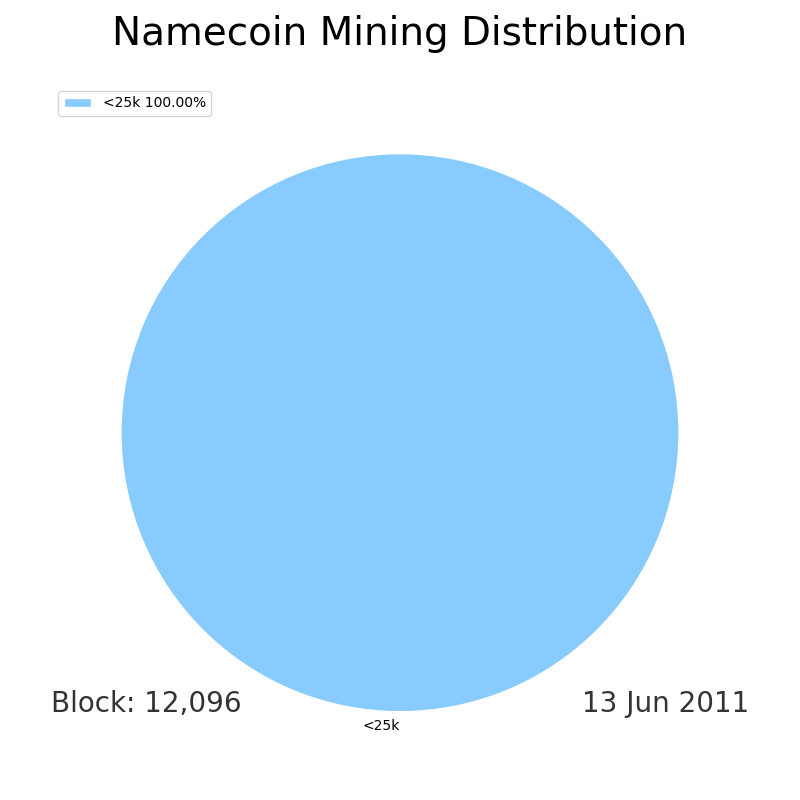 Namecoin Mining Distribution
<25k 100.00%
Block: 12,096
13 Jun 2011
<25k